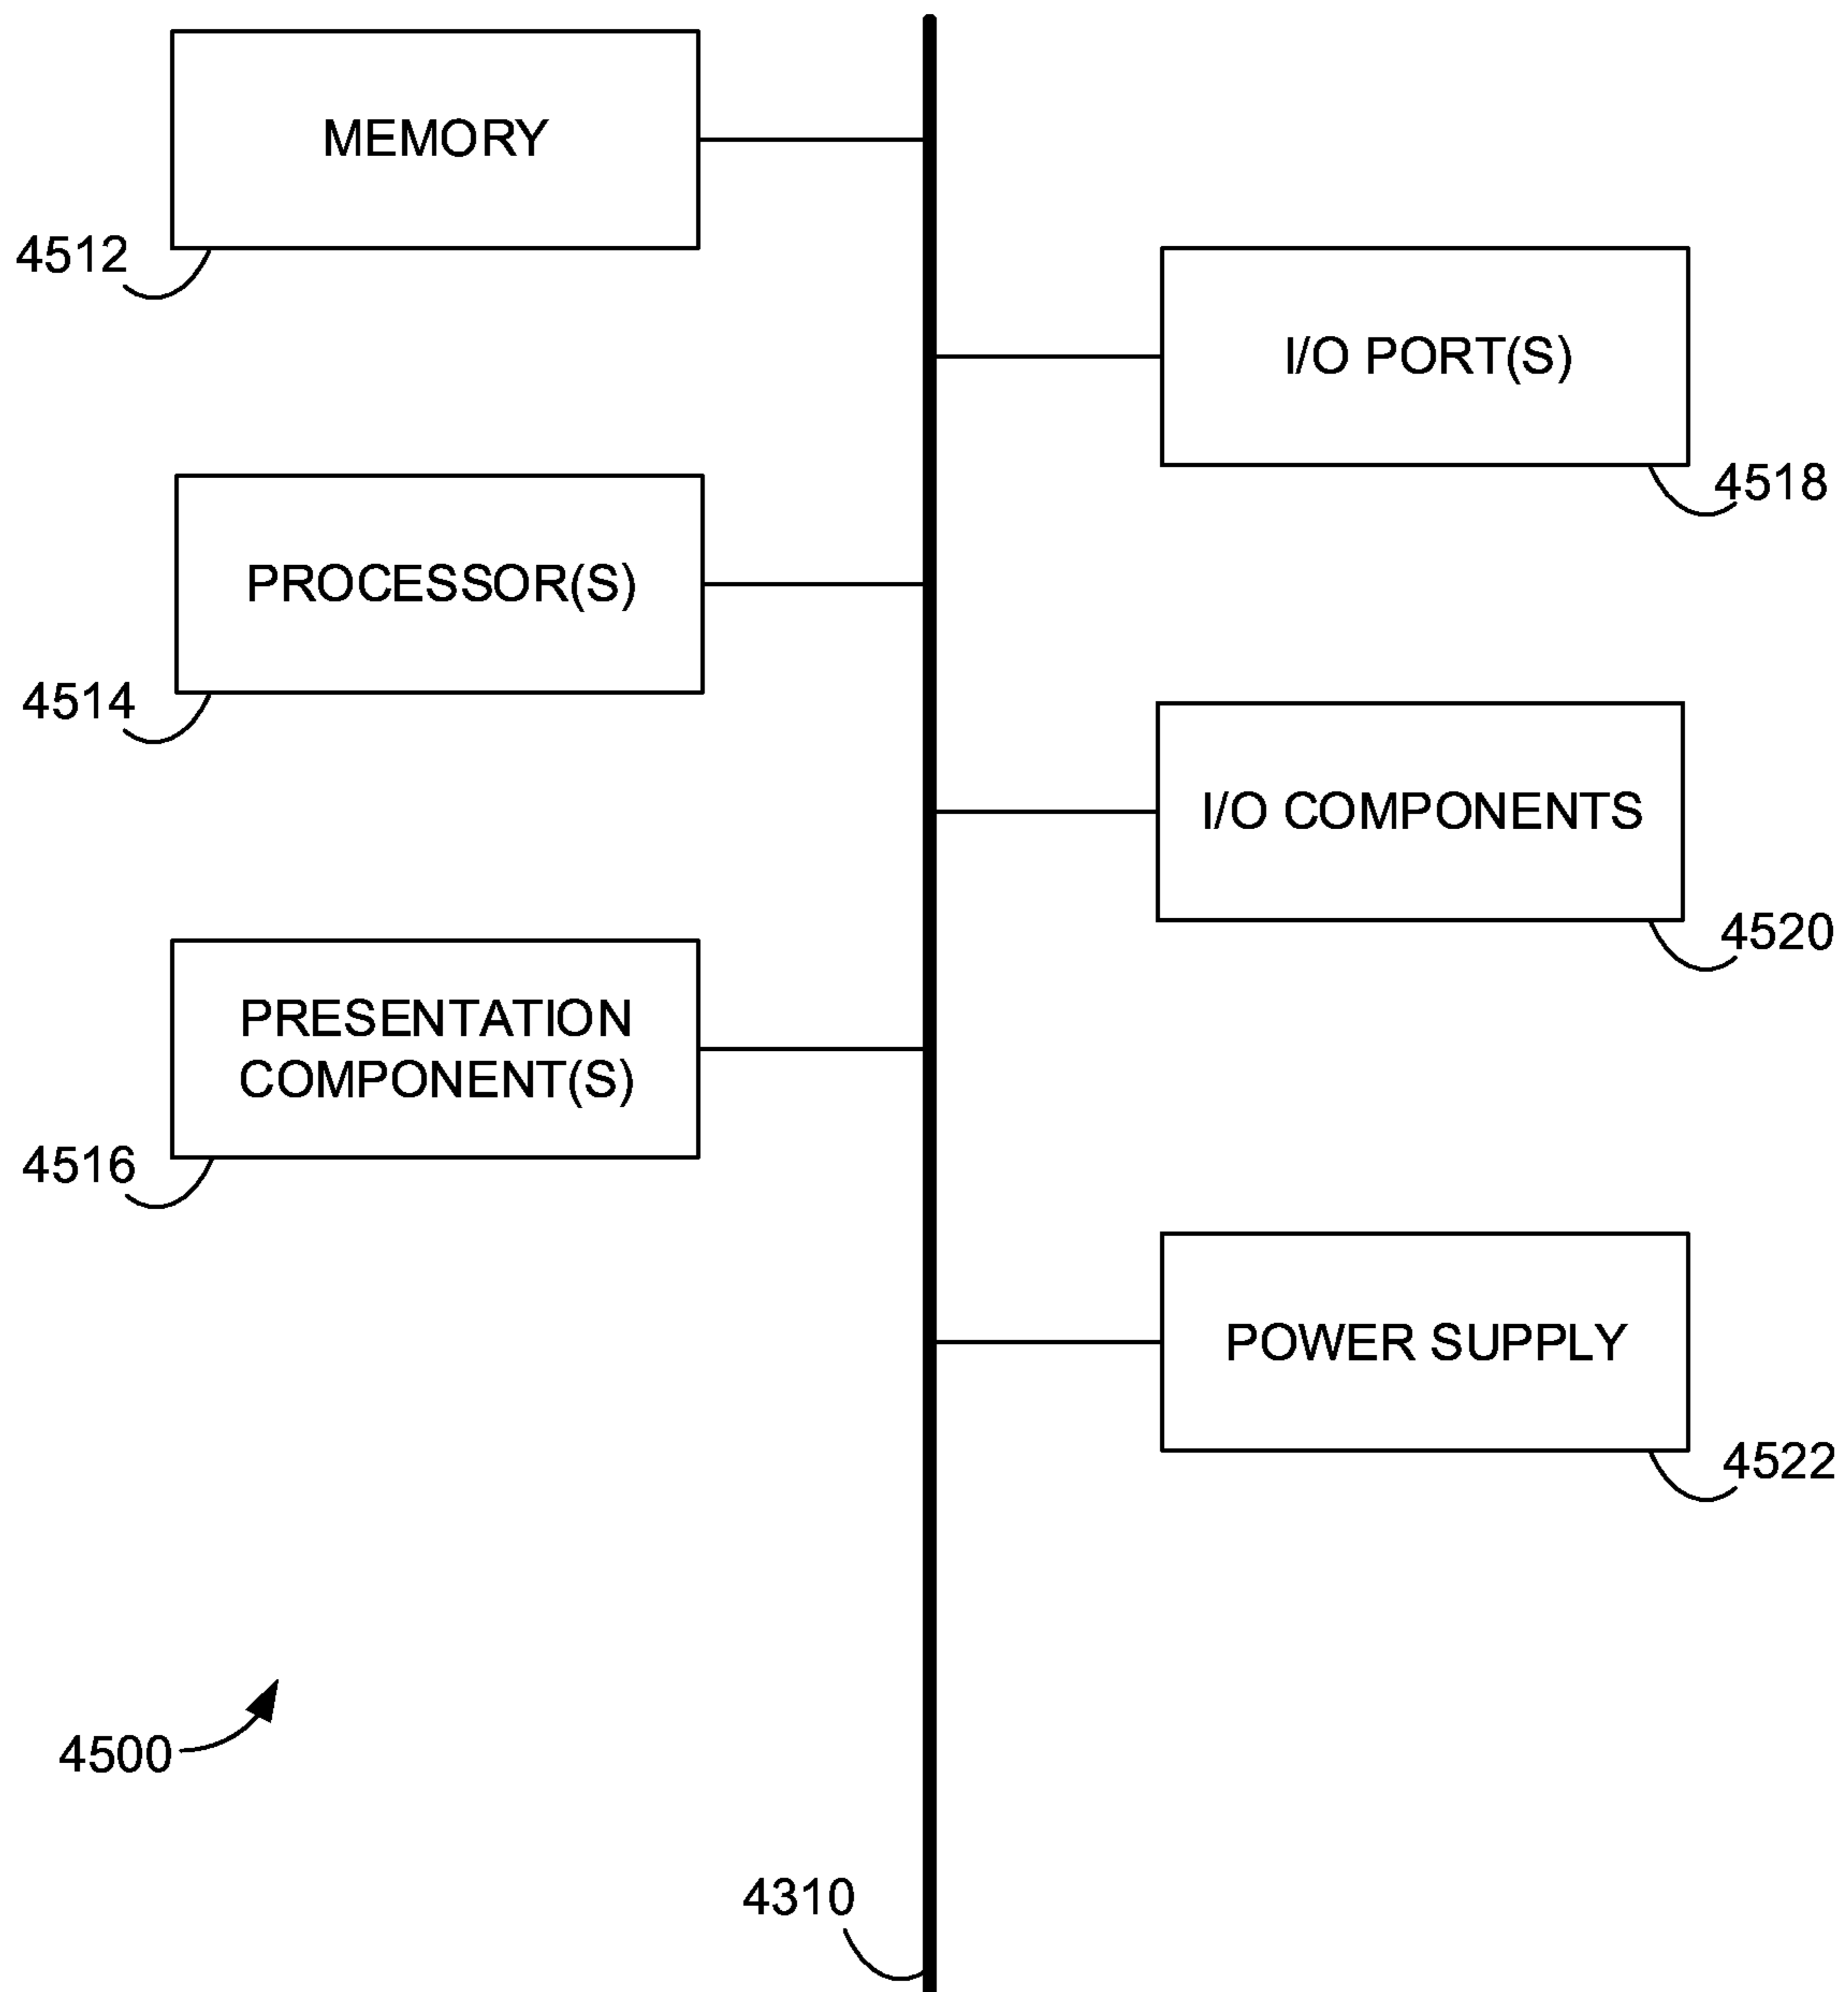 MEMORY
4512
I/O PORT(S)
4518
PROCESSOR(S)
4514
I/O COMPONENTS
4520
PRESENTATION
COMPONENT(S)
4516
POWER SUPPLY
4522
4500
4310